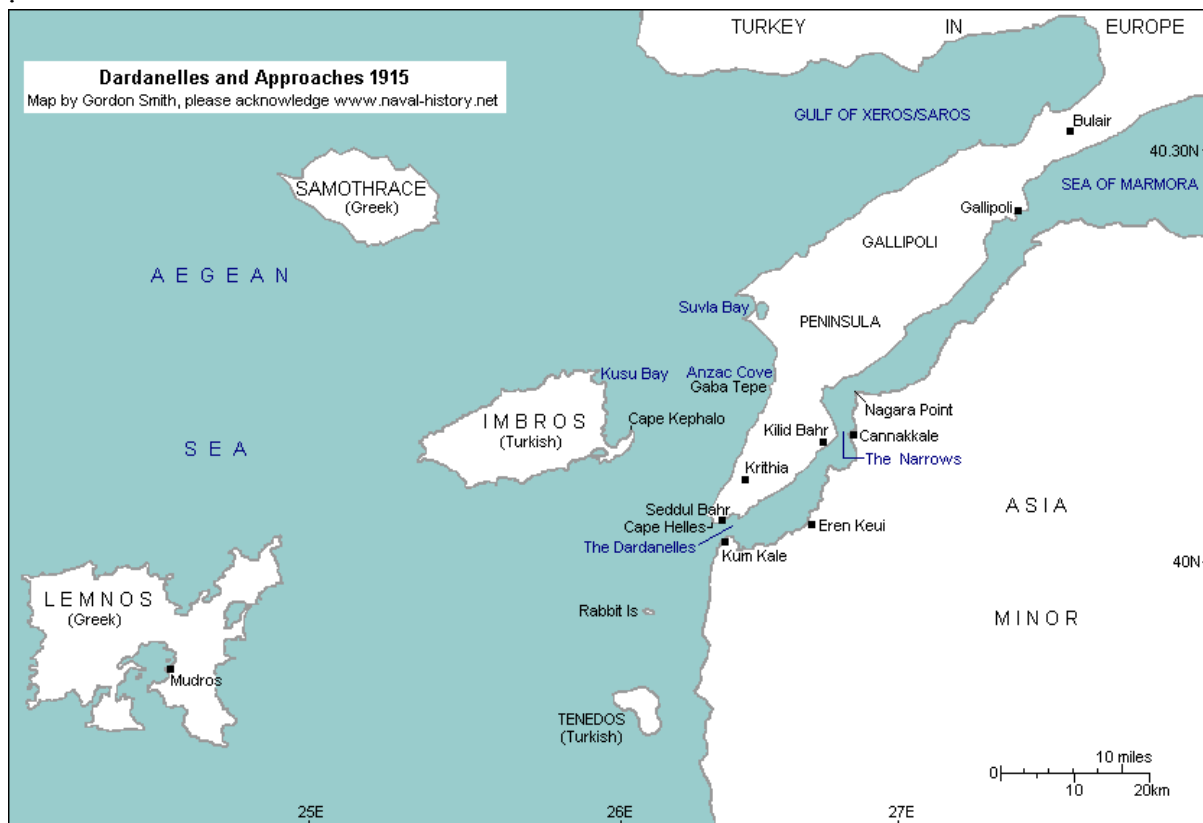 TURKEY IN EUROPE
Dardanelles and Approaches 1915
Map by Gordon Smith, please acknowledge www.naval-history.net
GULF OF XEROS/SAROS
Bulair
40.30N
SEA OF MARMORA
SAMOTHRACE
(Greek)
Gallipoli
GALLIPOLI
AEGEAN
Suvla Bay
PENINSULA
Kusu Bay
Anzac Cove
Gaba Tepe
Nagara Point
IMBROS
(Turkish)
Cape Kephalo
Kilid Bahr
Cannakkale
SEA
The Narrows
Krithia
Seddul Bahr
Cape Helles
ASIA
Eren Keui
The Dardanelles
Kum Kale
40N
LEMNOS
(Greek)
Rabbit Is
MINOR
Mudros
TENEDOS
(Turkish)
10 miles
0
10
20km
25E
26E
27E